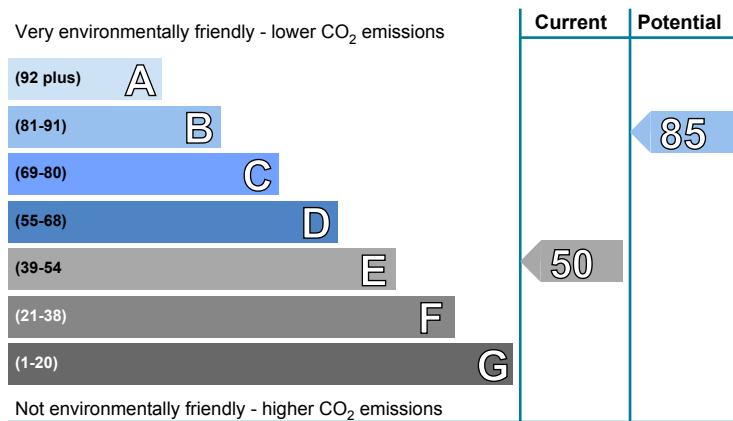 Current Potential
Very environmentally friendly - lower CO2 emissions
(92 plus) A
(81-91) B
85
(69-80) C
(55-68) D
(39-54 E
50
(21-38) F
(1-20) G
Not environmentally friendly - higher CO2 emissions